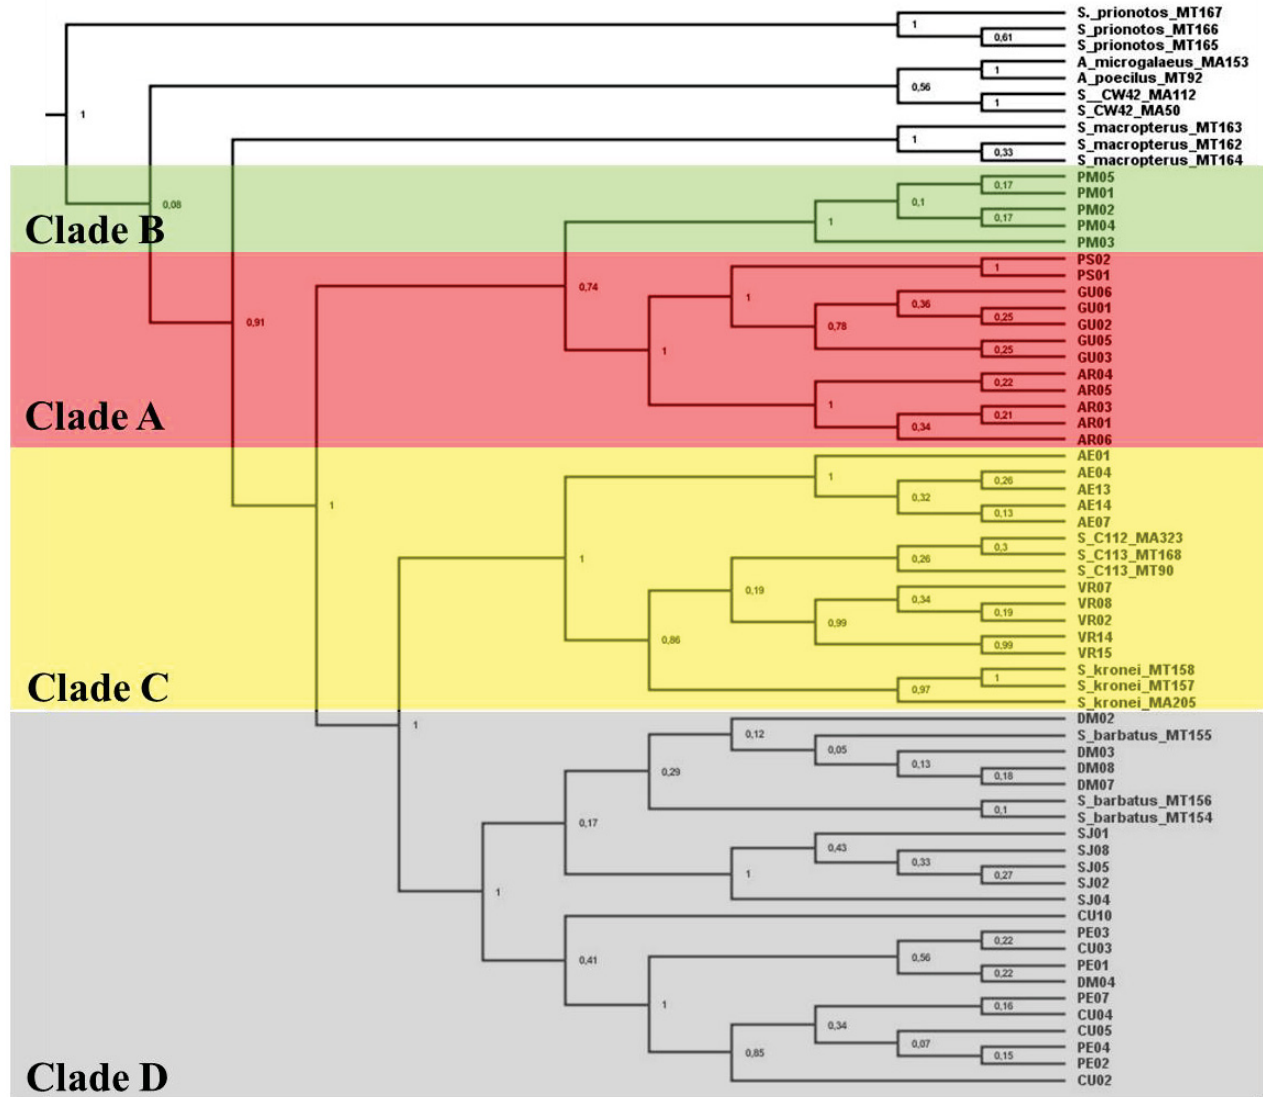 S._prionotos_MT167
1
S_prionotos_MT166
0,61
S_prionotos_MT165
A_microgalaeus_MA153
1
A_poecilus_MT92
0,56
S__CW42_MA112
1
S_CW42_MA50
1
S_macropterus_MT163
1
S_macropterus_MT162
0,33
S_macropterus_MT164
PM05
0,17
PM01
0,1
0,08
PM02
0,17
PM04
1
Clade B
PM03
PS02
1
PS01
0,74
GU06
1
0,36
GU01
0,25
GU02
0,91
0,78
GU05
0,25
GU03
1
AR04
0,22
AR05
1
AR03
0,21
AR01
0,34
Clade A
AR06
AE01
1
AE04
0,26
AE13
0,32
AE14
1
0,13
AE07
S_C112_MA323
0,3
S_C113_MT168
1
0,26
S_C113_MT90
VR07
0,19
0,34
VR08
0,19
VR02
0,99
VR14
0,86
0,99
VR15
S_kronei_MT158
1
S_kronei_MT157
0,97
Clade C
S_kronei_MA205
DM02
1
0,12
S_barbatus_MT155
0,05
DM03
0,13
DM08
0,29
0,18
DM07
S_barbatus_MT156
0,1
S_barbatus_MT154
0,17
SJ01
0,43
SJ08
0,33
SJ05
1
0,27
SJ02
1
SJ04
CU10
PE03
0,22
CU03
0,41
0,56
PE01
0,22
DM04
PE07
1
0,16
CU04
0,34
CU05
0,07
PE04
0,85
0,15
PE02
Clade D
CU02